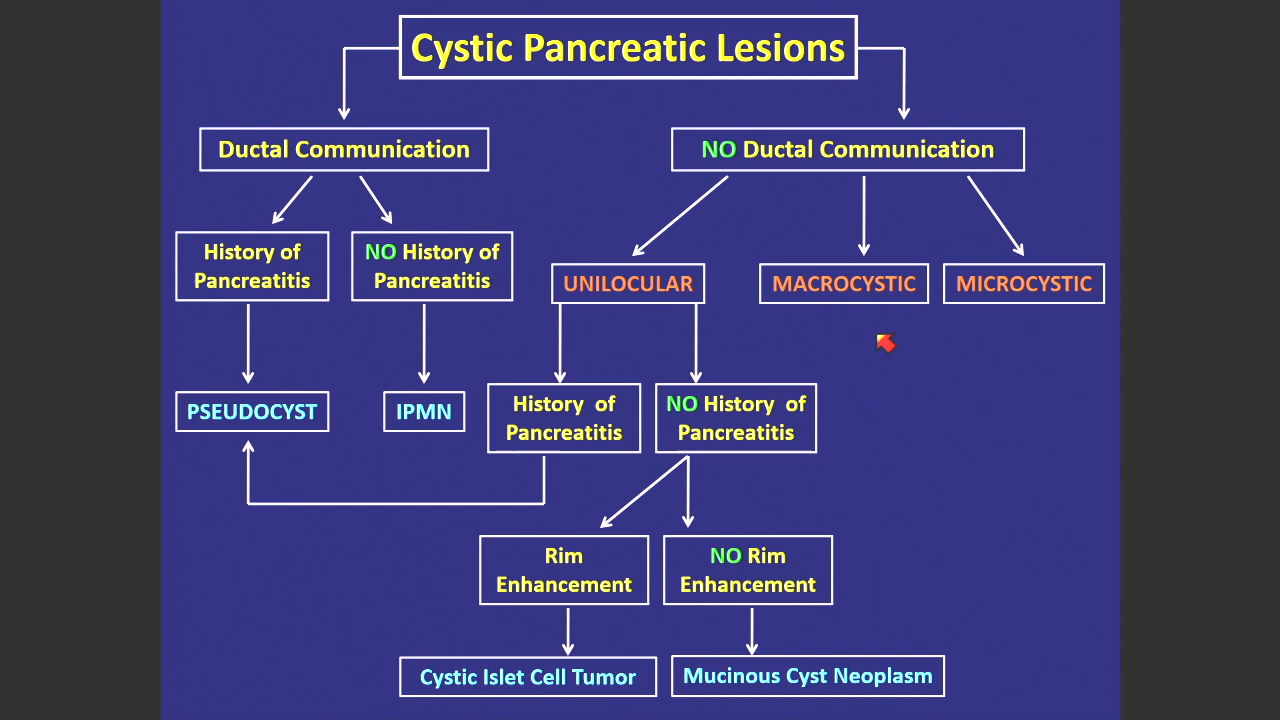 Cystic Pancreatic Lesions
Ductal Communication
NO Ductal Communication
History of
Pancreatitis
NO History of
Pancreatitis
UNILOCULAR
MACROCYSTIC
MICROCYSTIC
PSEUDOCYST
IPMN
History of
Pancreatitis
NO History of
Pancreatitis
Rim
Enhancement
NO Rim
Enhancement
Cystic Islet Cell Tumor
Mucinous Cyst Neoplasm